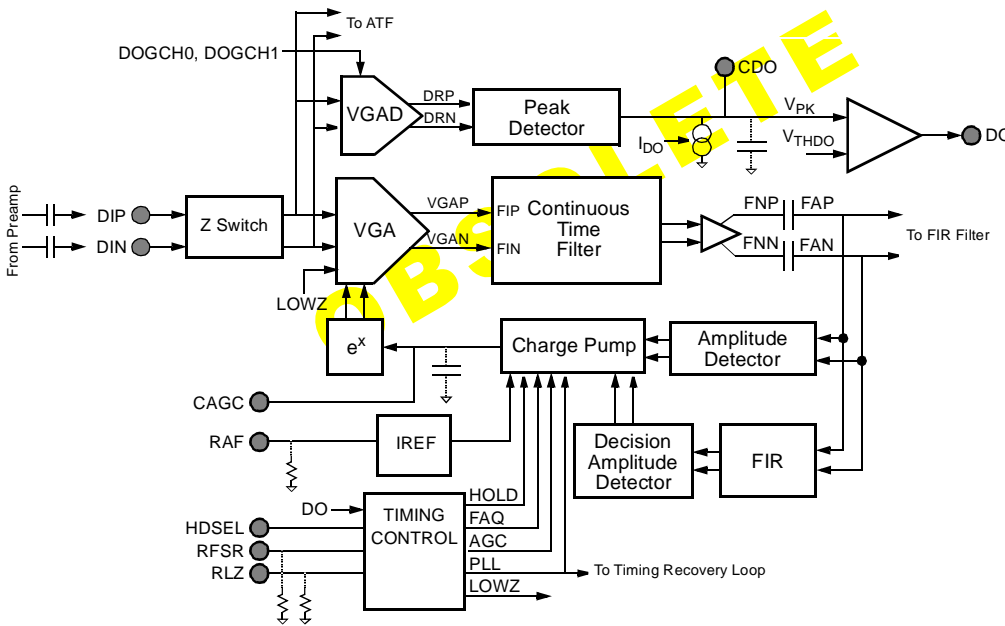 To ATF
DOGCH0, DOGCH1
CDO
VGAD
DRP
DRN
Peak
Detector
VPK
IDO
VTHDO
DO
From Preamp
DIP
DIN
Z Switch
VGA
VGAP
VGAN
FIP
FIN
Continuous
Time
Filter
FNP
FAP
FNN
FAN
To FIR Filter
LOWZ
e^x
Charge Pump
Amplitude
Detector
CAGC
RAF
IREF
Decision
Amplitude
Detector
FIR
DO
HDSEL
RFSR
RLZ
TIMING
CONTROL
HOLD
FAQ
AGC
PLL
LOWZ
To Timing Recovery Loop
OBSOLETE